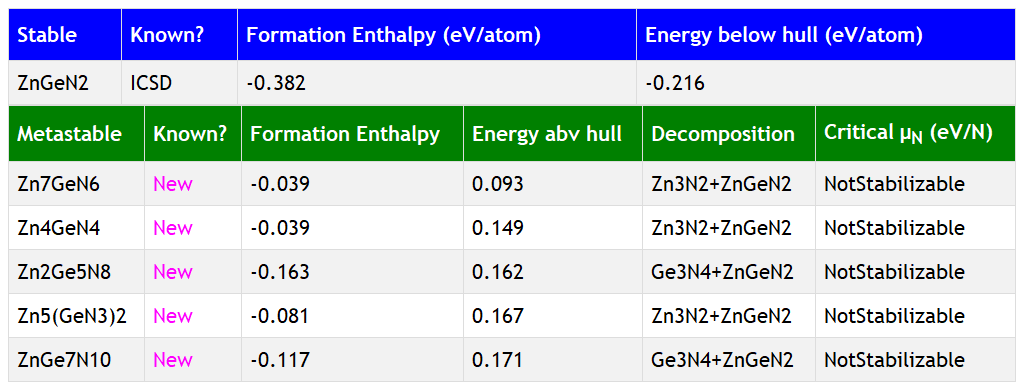 Stable Known? Formation Enthalpy (eV/atom) Energy below hull (eV/atom)
ZnGeN2 ICSD -0.382 -0.216
Metastable Known? Formation Enthalpy Energy abv hull Decomposition Critical μN (eV/N)
Zn7GeN6 New -0.039 0.093 Zn3N2+ZnGeN2 NotStabilizable
Zn4GeN4 New -0.039 0.149 Zn3N2+ZnGeN2 NotStabilizable
Zn2Ge5N8 New -0.163 0.162 Ge3N4+ZnGeN2 NotStabilizable
Zn5(GeN3)2 New -0.081 0.167 Zn3N2+ZnGeN2 NotStabilizable
ZnGe7N10 New -0.117 0.171 Ge3N4+ZnGeN2 NotStabilizable